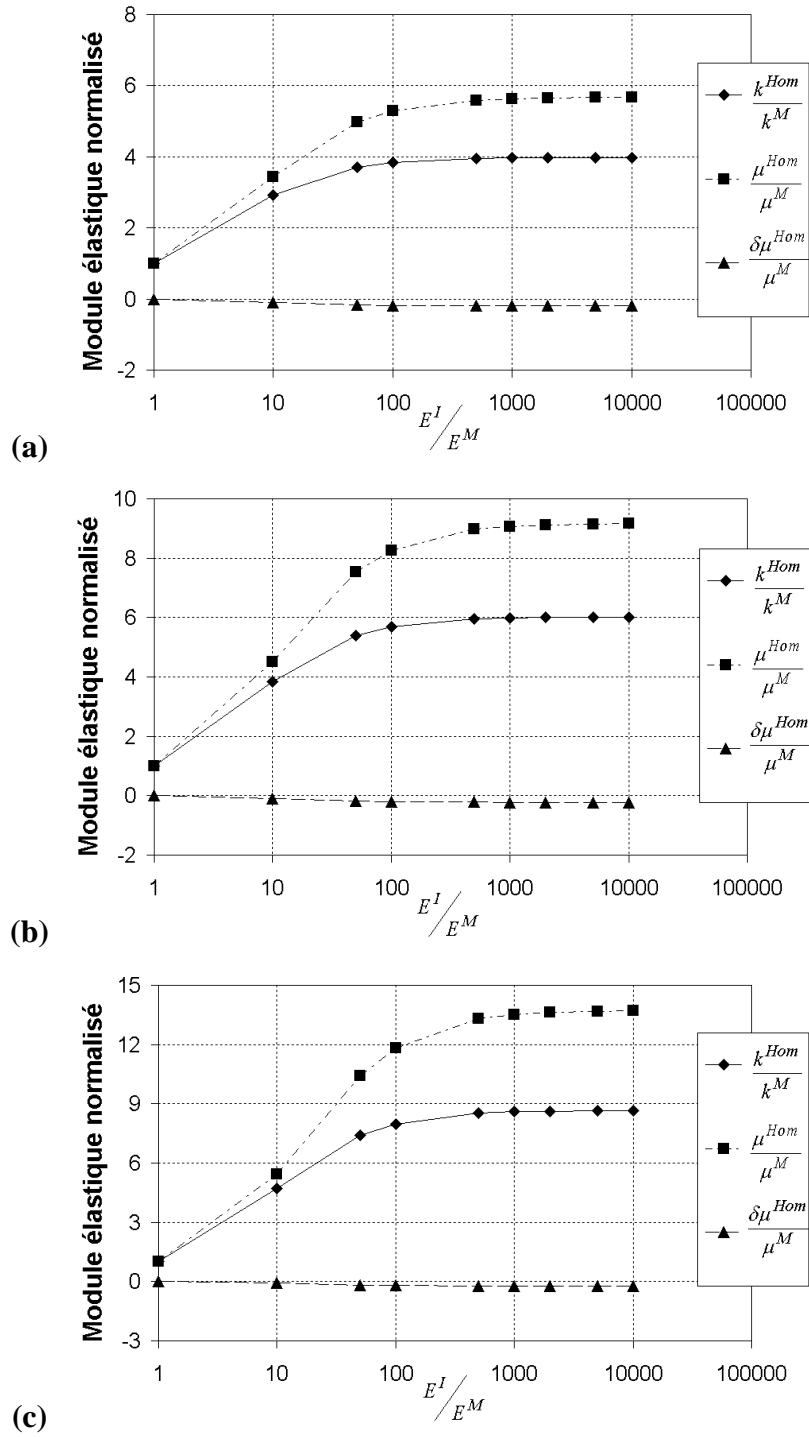 Module élastique normalisé
8
6
4
2
0
-2
1 10 100 1000 10000 100000
E^I / E^M
k^Hom / k^M
μ^Hom / μ^M
δμ^Hom / μ^M
(a)
Module élastique normalisé
10
8
6
4
2
0
-2
1 10 100 1000 10000 100000
E^I / E^M
k^Hom / k^M
μ^Hom / μ^M
δμ^Hom / μ^M
(b)
Module élastique normalisé
15
12
9
6
3
0
-3
1 10 100 1000 10000 100000
E^I / E^M
k^Hom / k^M
μ^Hom / μ^M
δμ^Hom / μ^M
(c)